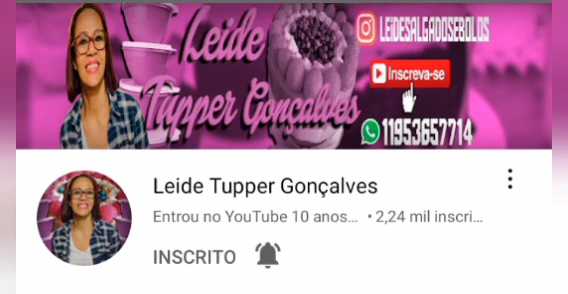 Leide
LEIDESALGADOSEBOLOS
Inscreva-se
Tupper Gonçalves
11953657714
Leide Tupper Gonçalves
Entrou no YouTube 10 anos... • 2,24 mil inscri...
INSCRITO